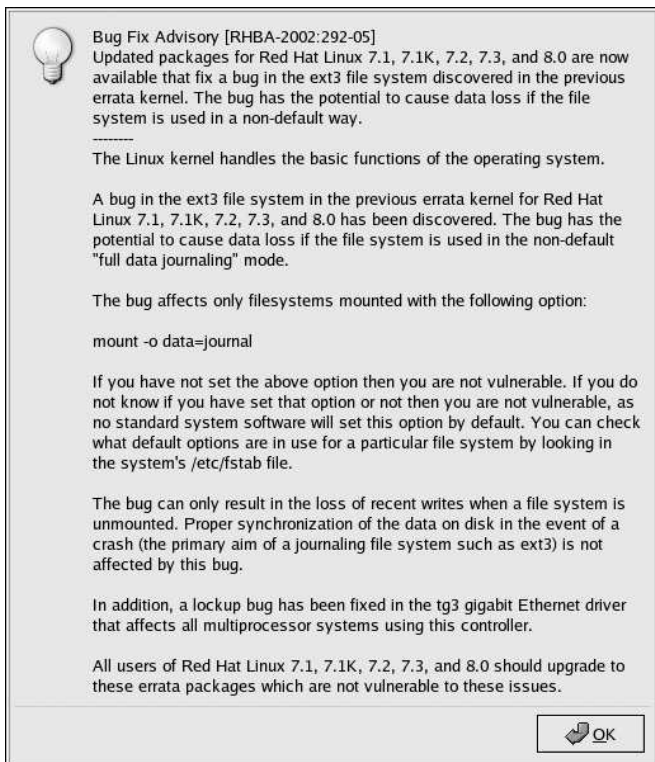 Bug Fix Advisory [RHBA-2002:292-05]
Updated packages for Red Hat Linux 7.1, 7.1K, 7.2, 7.3, and 8.0 are now
available that fix a bug in the ext3 file system discovered in the previous
errata kernel. The bug has the potential to cause data loss if the file
system is used in a non-default way.
--------
The Linux kernel handles the basic functions of the operating system.
A bug in the ext3 file system in the previous errata kernel for Red Hat
Linux 7.1, 7.1K, 7.2, 7.3, and 8.0 has been discovered. The bug has the
potential to cause data loss if the file system is used in the non-default
"full data journaling" mode.
The bug affects only filesystems mounted with the following option:
mount -o data=journal
If you have not set the above option then you are not vulnerable. If you do
not know if you have set that option or not then you are not vulnerable, as
no standard system software will set this option by default. You can check
what default options are in use for a particular file system by looking in
the system's /etc/fstab file.
The bug can only result in the loss of recent writes when a file system is
unmounted. Proper synchronization of the data on disk in the event of a
crash (the primary aim of a journaling file system such as ext3) is not
affected by this bug.
In addition, a lockup bug has been fixed in the tg3 gigabit Ethernet driver
that affects all multiprocessor systems using this controller.
All users of Red Hat Linux 7.1, 7.1K, 7.2, 7.3, and 8.0 should upgrade to
these errata packages which are not vulnerable to these issues.
OK